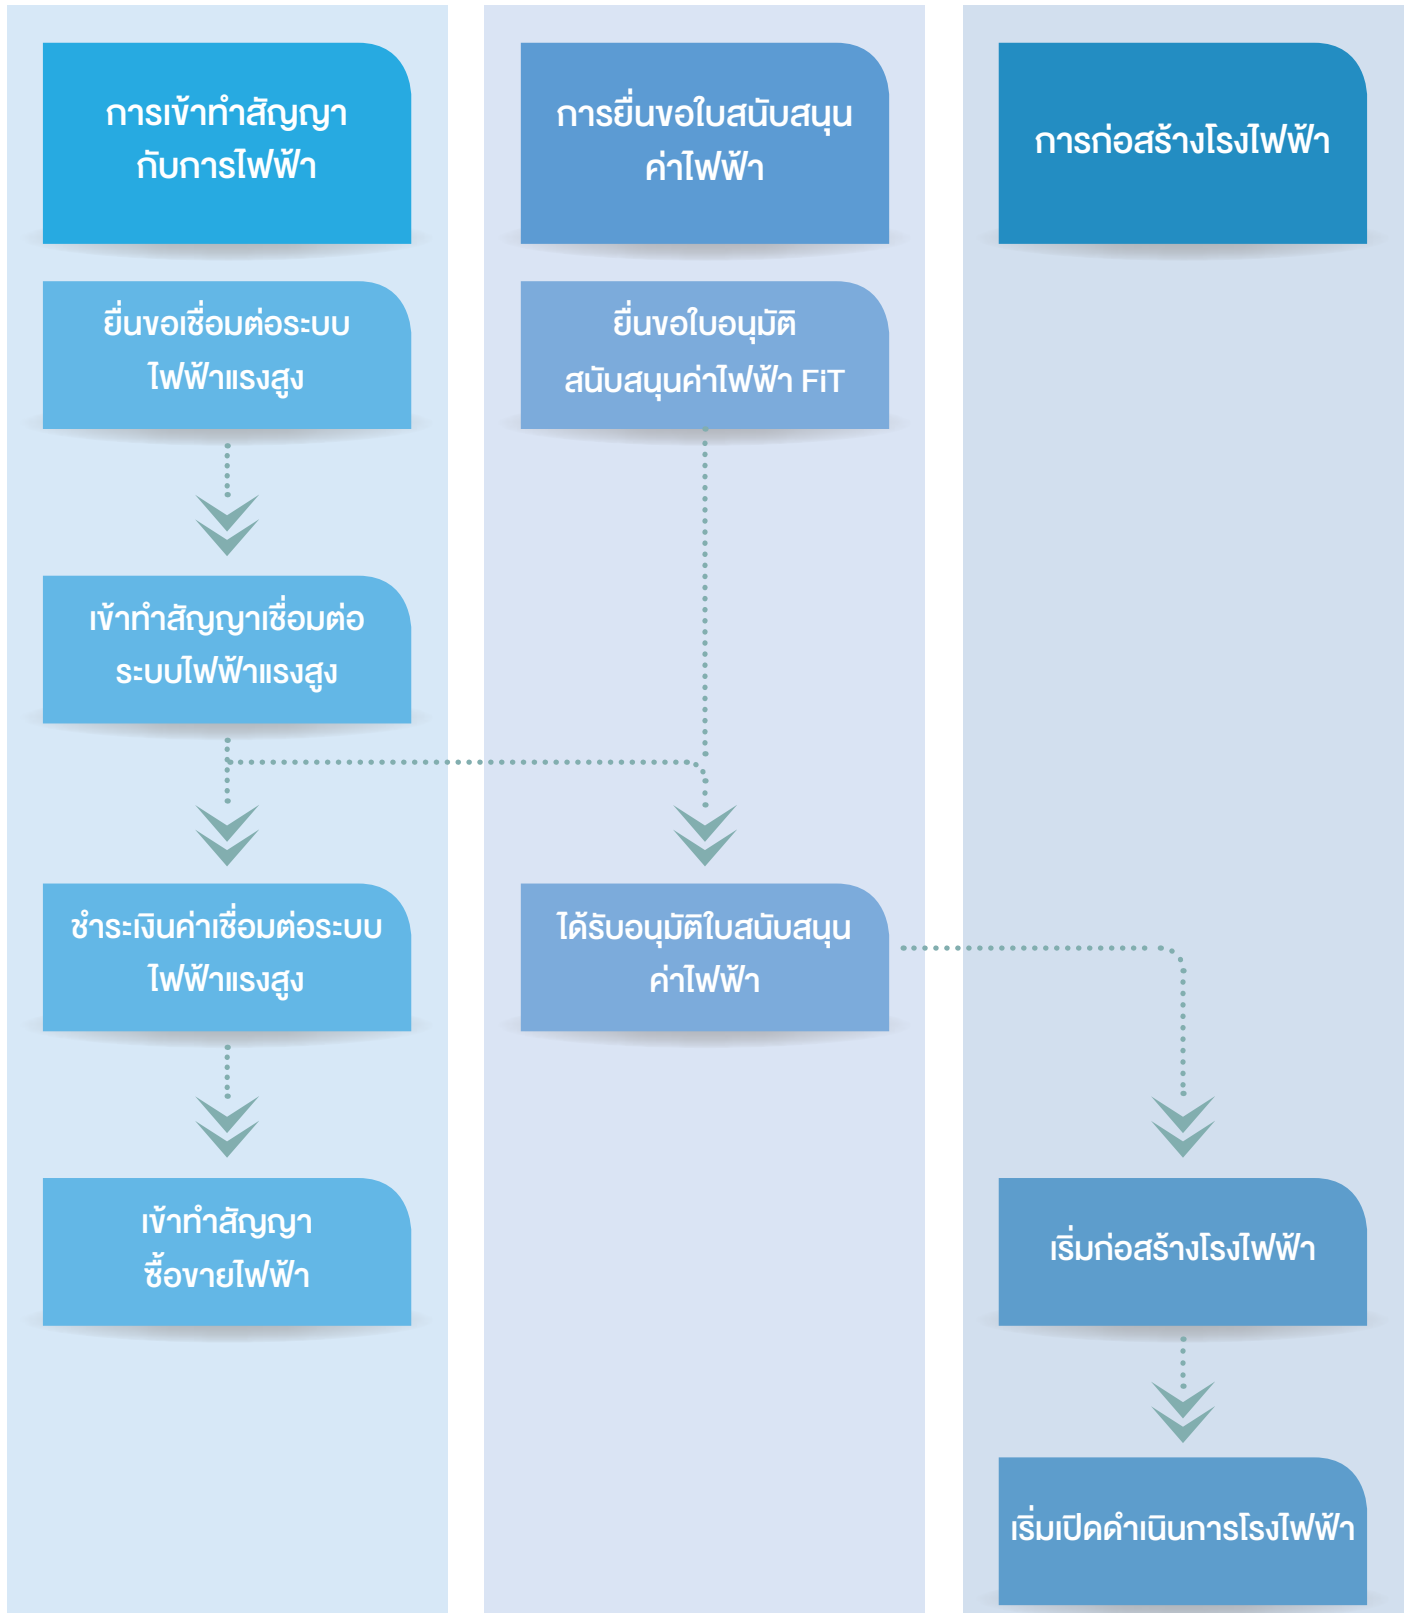 การเข้าทำสัญญา
กับการไฟฟ้า
ยื่นขอเชื่อมต่อระบบ
ไฟฟ้าแรงสูง
เข้าทำสัญญาเชื่อมต่อ
ระบบไฟฟ้าแรงสูง
ชำระเงินค่าเชื่อมต่อระบบ
ไฟฟ้าแรงสูง
เข้าทำสัญญา
ซื้อขายไฟฟ้า
การยื่นขอใบสนับสนุน
ค่าไฟฟ้า
ยื่นขอใบอนุมัติ
สนับสนุนค่าไฟฟ้า FiT
ได้รับอนุมัติใบสนับสนุน
ค่าไฟฟ้า
การก่อสร้างโรงไฟฟ้า
เริ่มก่อสร้างโรงไฟฟ้า
เริ่มเปิดดำเนินการโรงไฟฟ้า